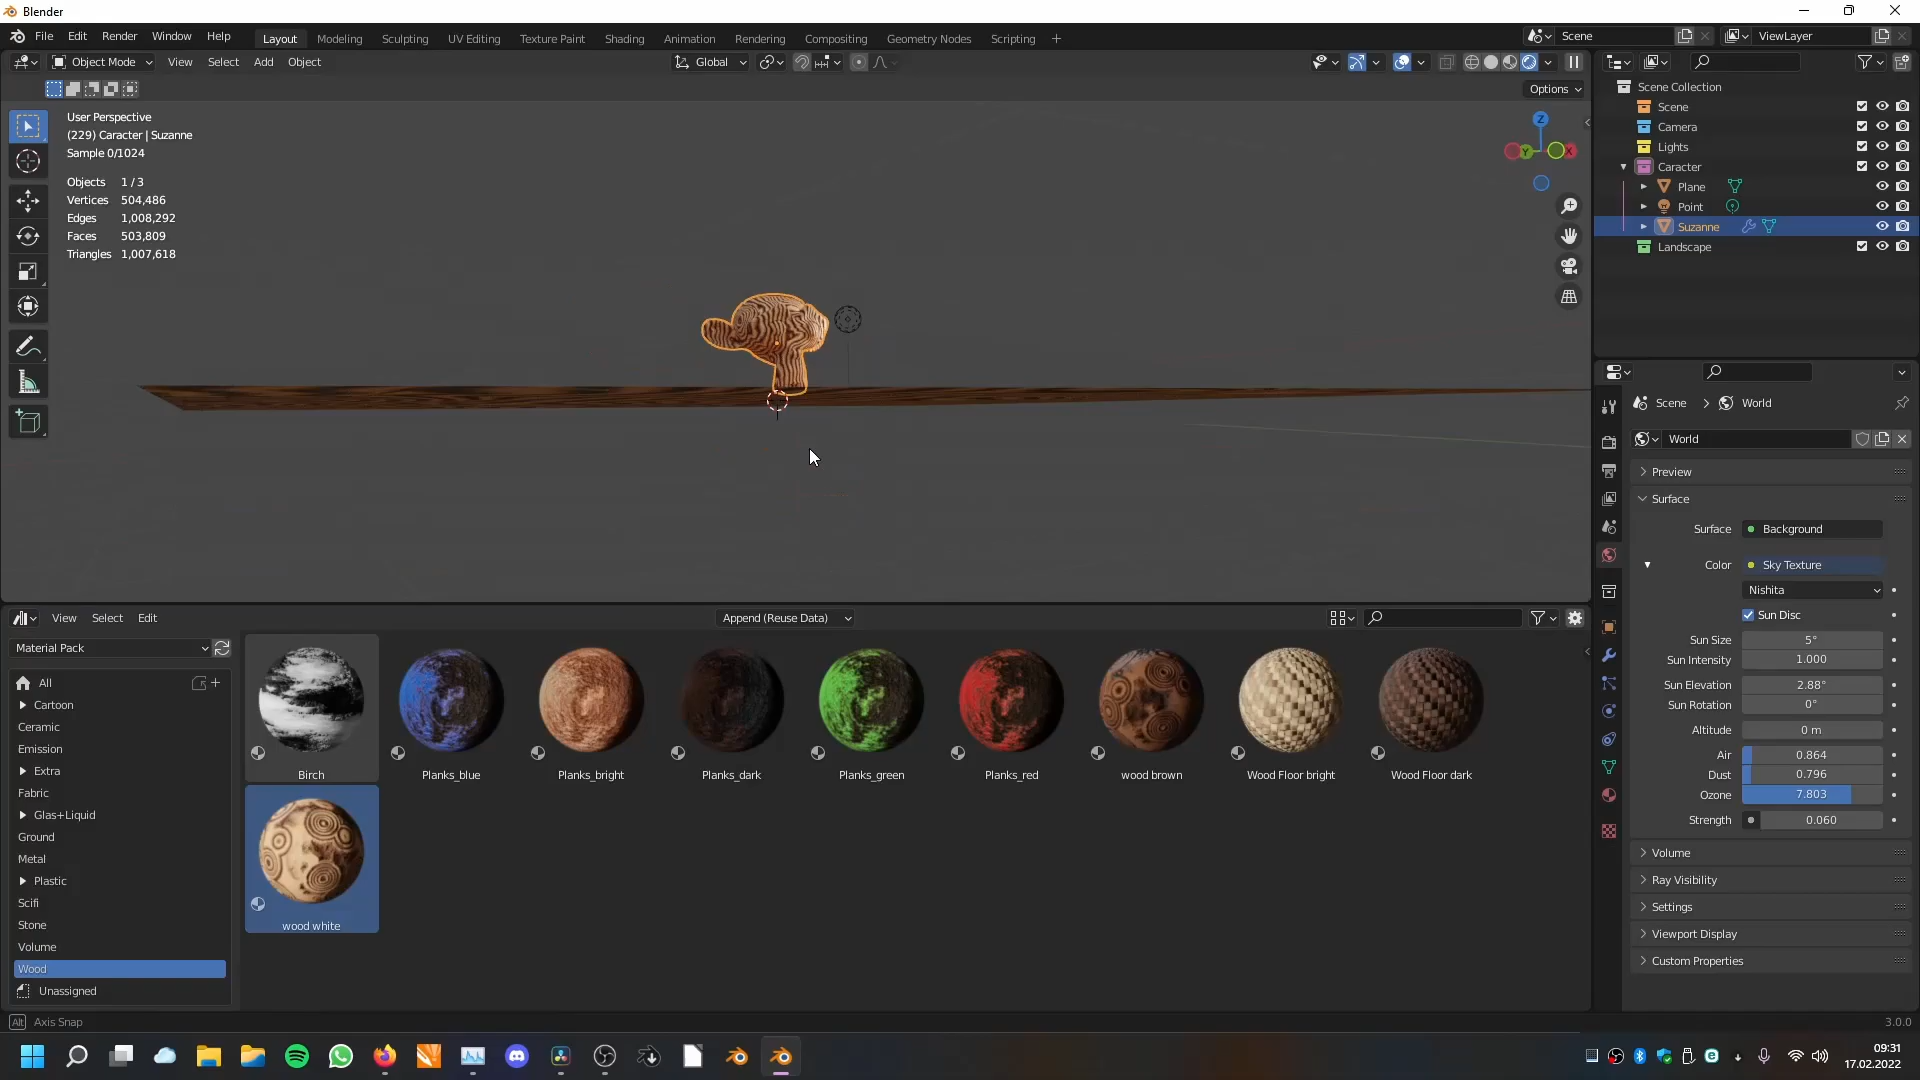 Blender
File Edit Render Window Help
Layout Modeling Sculpting UV Editing Texture Paint Shading Animation Rendering Compositing Geometry Nodes Scripting +
Scene
ViewLayer
Object Mode View Select Add Object
Global
Options
User Perspective
(229) Caracter | Suzanne
Sample 0/1024
Objects 1 / 3
Vertices 504,486
Edges 1,008,292
Faces 503,809
Triangles 1,007,618
Z
Y
X
Scene Collection
Scene
Camera
Lights
Caracter
Plane
Point
Suzanne
Landscape
Scene > World
World
Preview
Surface
Surface Background
Color Sky Texture
Nishita
Sun Disc
Sun Size 5°
Sun Intensity 1.000
Sun Elevation 2.88°
Sun Rotation 0°
Altitude 0 m
Air 0.864
Dust 0.796
Ozone 7.803
Strength 0.060
Volume
Ray Visibility
Settings
Viewport Display
Custom Properties
View Select Edit
Append (Reuse Data)
Material Pack
All
Cartoon
Ceramic
Emission
Extra
Fabric
Glas+Liquid
Ground
Metal
Plastic
Scifi
Stone
Volume
Wood
Unassigned
Birch
Planks_blue
Planks_bright
Planks_dark
Planks_green
Planks_red
wood brown
Wood Floor bright
Wood Floor dark
wood white
Alt Axis Snap
3.0.0
09:31
17.02.2022